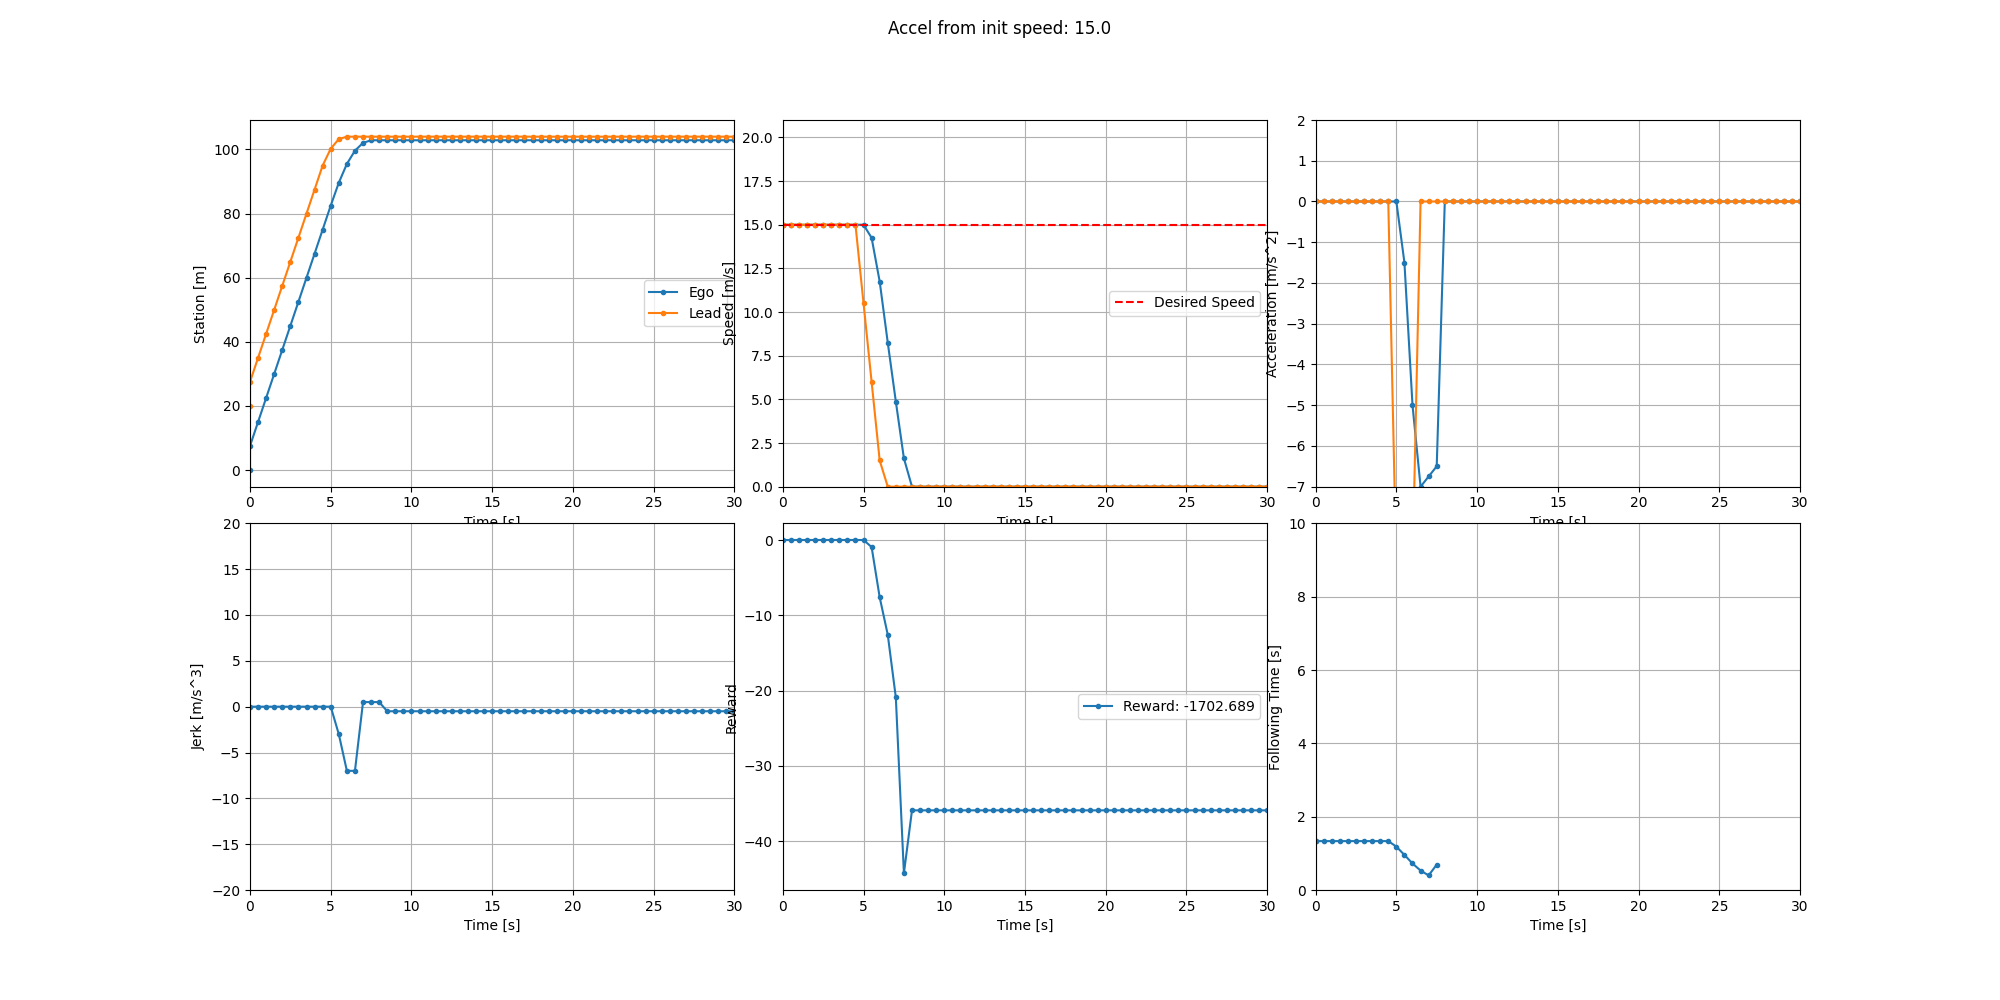 Accel from init speed: 15.0
100
80
60
40
20
0
Station [m]
Ego
Lead
0 5 10 15 20 25 30
Time [s]
20.0
17.5
15.0
12.5
10.0
7.5
5.0
2.5
0.0
Speed [m/s]
Desired Speed
0 5 10 15 20 25 30
Time [s]
2
1
0
−1
−2
−3
−4
−5
−6
−7
Acceleration [m/s^2]
0 5 10 15 20 25 30
Time [s]
20
15
10
5
0
−5
−10
−15
−20
Jerk [m/s^3]
0 5 10 15 20 25 30
Time [s]
0
−10
−20
−30
−40
Reward
Reward: -1702.689
0 5 10 15 20 25 30
Time [s]
10
8
6
4
2
0
Following Time [s]
0 5 10 15 20 25 30
Time [s]